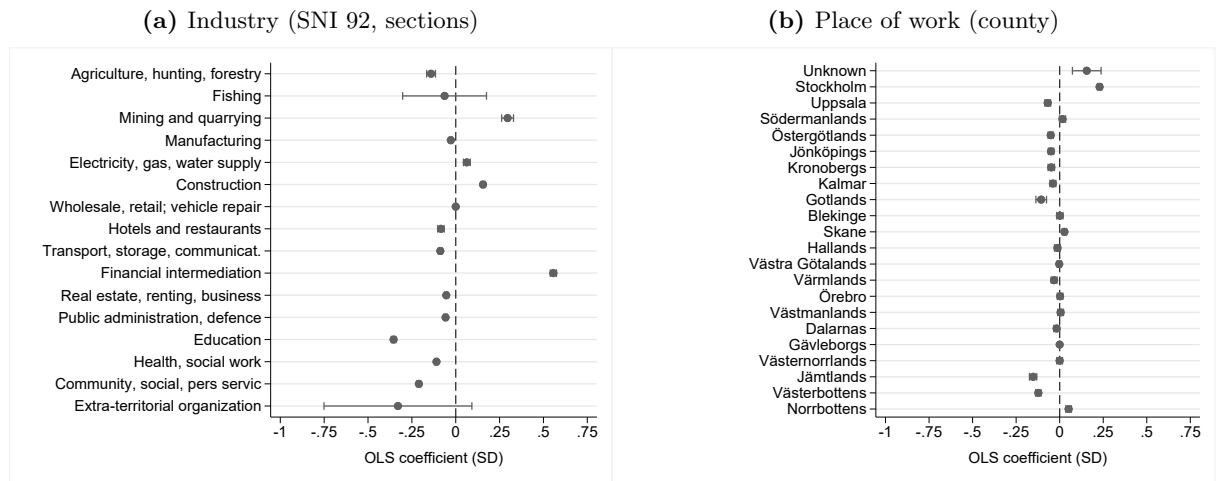 (a) Industry (SNI 92, sections)
Agriculture, hunting, forestry
Fishing
Mining and quarrying
Manufacturing
Electricity, gas, water supply
Construction
Wholesale, retail; vehicle repair
Hotels and restaurants
Transport, storage, communicat.
Financial intermediation
Real estate, renting, business
Public administration, defence
Education
Health, social work
Community, social, pers servic
Extra-territorial organization
-1 -.75 -.5 -.25 0 .25 .5 .75
OLS coefficient (SD)
(b) Place of work (county)
Unknown
Stockholm
Uppsala
Södermanlands
Östergötlands
Jönköpings
Kronobergs
Kalmar
Gotlands
Blekinge
Skane
Hallands
Västra Götalands
Värmlands
Örebro
Västmanlands
Dalarnas
Gävleborgs
Västernorrlands
Jämtlands
Västerbottens
Norrbottens
-1 -.75 -.5 -.25 0 .25 .5 .75
OLS coefficient (SD)